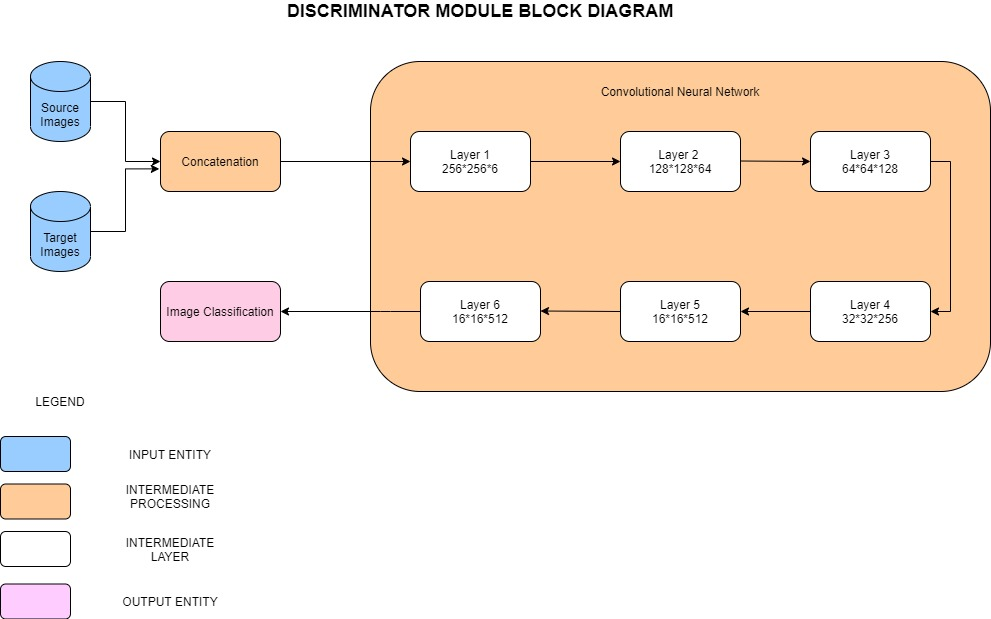 DISCRIMINATOR MODULE BLOCK DIAGRAM
Convolutional Neural Network
Source
Images
Concatenation
Layer 1
256*256*6
Layer 2
128*128*64
Layer 3
64*64*128
Target
Images
Image Classification
Layer 6
16*16*512
Layer 5
16*16*512
Layer 4
32*32*256
LEGEND
INPUT ENTITY
INTERMEDIATE
PROCESSING
INTERMEDIATE
LAYER
OUTPUT ENTITY